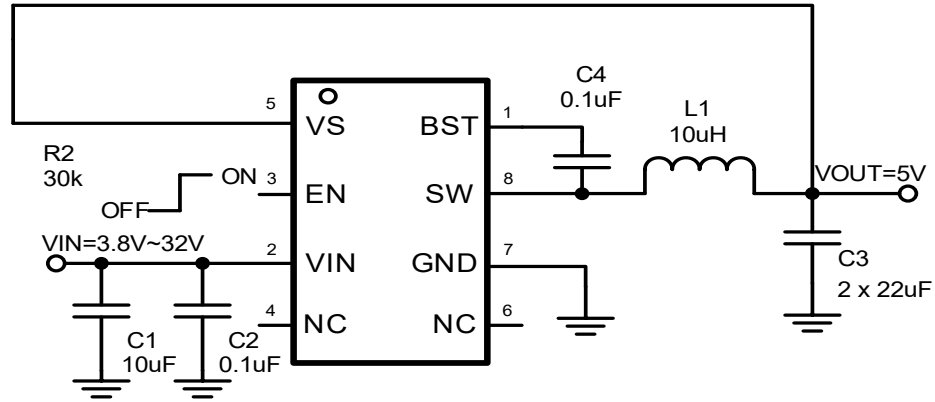 C4
0.1uF
L1
10uH
5
VS
BST
1
R2
30k
ON
OFF
3
EN
SW
8
VOUT=5V
VIN=3.8V~32V
2
VIN
GND
7
C3
2 x 22uF
4
NC
NC
6
C1
10uF
C2
0.1uF